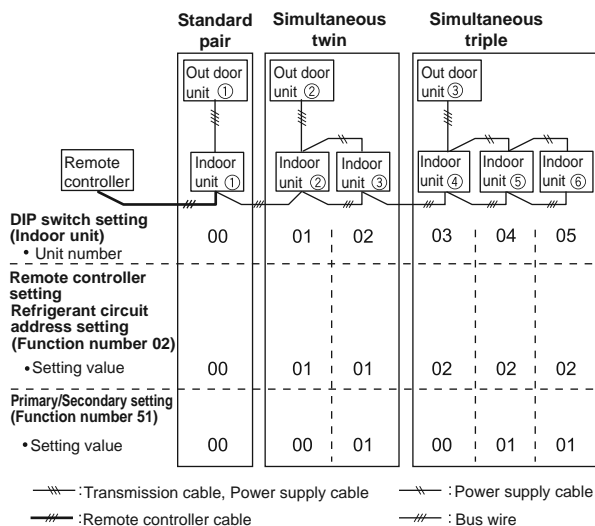 Standard pair
Simultaneous twin
Simultaneous triple
Out door unit ①
Out door unit ②
Out door unit ③
Remote controller
Indoor unit ①
Indoor unit ②
Indoor unit ③
Indoor unit ④
Indoor unit ⑤
Indoor unit ⑥
DIP switch setting
(Indoor unit)
• Unit number
00 01 02 03 04 05
Remote controller
setting
Refrigerant circuit
address setting
(Function number 02)
•Setting value
00 01 01 02 02 02
Primary/Secondary setting
(Function number 51)
•Setting value
00 00 01 00 01 01
:Transmission cable, Power supply cable
:Power supply cable
:Remote controller cable
:Bus wire